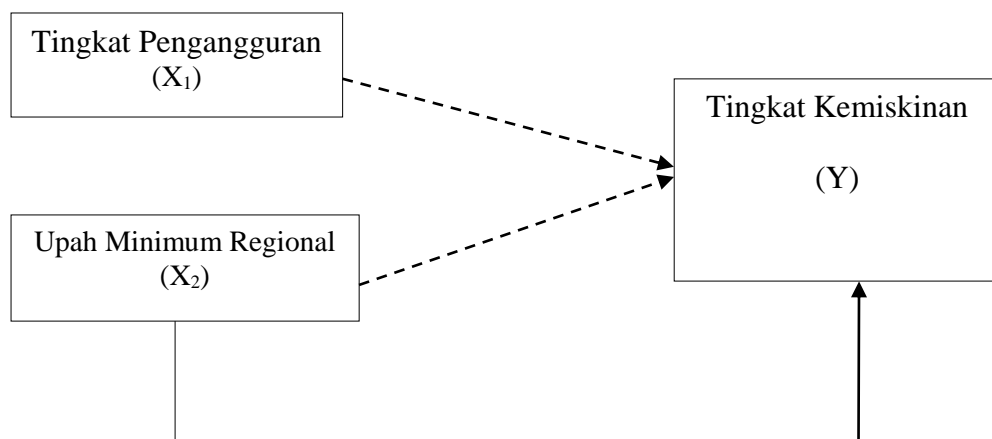 Tingkat Pengangguran
(X₁)
Tingkat Kemiskinan
(Y)
Upah Minimum Regional
(X₂)